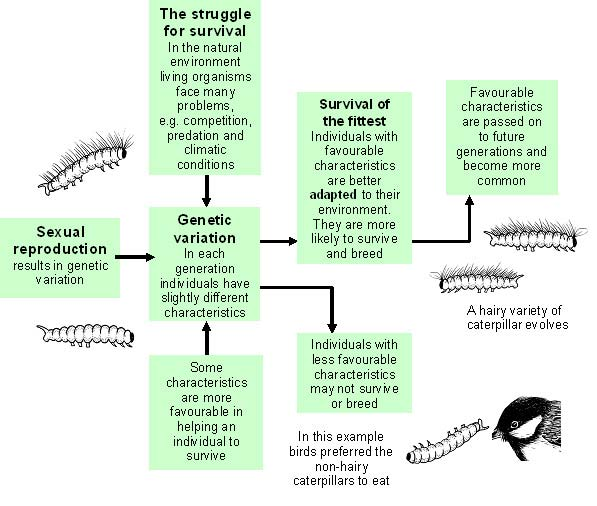 The struggle
for survival
In the natural
environment
living organisms
face many
problems,
e.g. competition,
predation and
climatic
conditions
Sexual
reproduction
results in genetic
variation
Genetic
variation
In each
generation
individuals have
slightly different
characteristics
Some
characteristics
are more
favourable in
helping an
individual to
survive
Survival of
the fittest
Individuals with
favourable
characteristics
are better
adapted to their
environment.
They are more
likely to survive
and breed
Favourable
characteristics
are passed on
to future
generations and
become more
common
A hairy variety of
caterpillar evolves
Individuals with
less favourable
characteristics
may not survive
or breed
In this example
birds preferred the
non-hairy
caterpillars to eat